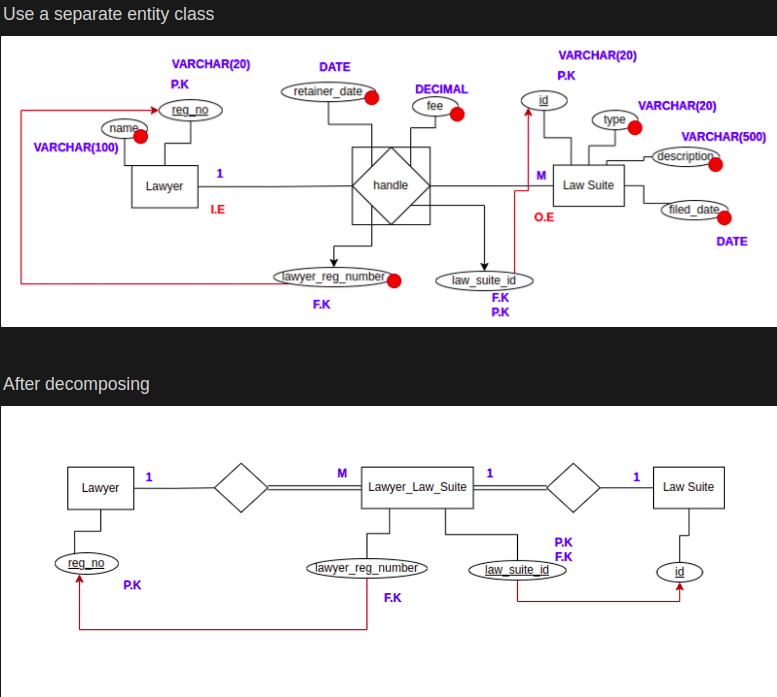 Use a separate entity class
VARCHAR(20)
P.K
reg_no
name
VARCHAR(100)
Lawyer
1
I.E
DATE
retainer_date
DECIMAL
fee
handle
lawyer_reg_number
F.K
law_suite_id
F.K
P.K
VARCHAR(20)
P.K
id
VARCHAR(20)
type
VARCHAR(500)
description
M
Law Suite
O.E
filed_date
DATE
After decomposing
Lawyer
1
M
Lawyer_Law_Suite
1
1
Law Suite
reg_no
P.K
lawyer_reg_number
F.K
P.K
F.K
law_suite_id
id